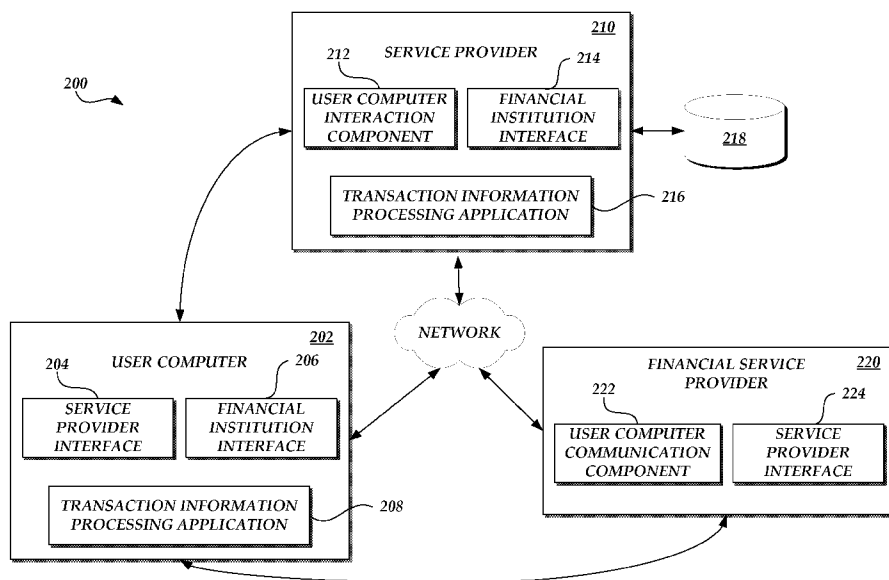 210
SERVICE PROVIDER
200
212
214
USER COMPUTER
INTERACTION
COMPONENT
FINANCIAL
INSTITUTION
INTERFACE
218
TRANSACTION INFORMATION
PROCESSING APPLICATION
216
NETWORK
202
USER COMPUTER
204
206
SERVICE
PROVIDER
INTERFACE
FINANCIAL
INSTITUTION
INTERFACE
TRANSACTION INFORMATION
PROCESSING APPLICATION
208
220
FINANCIAL SERVICE
PROVIDER
222
224
USER COMPUTER
COMMUNICATION
COMPONENT
SERVICE
PROVIDER
INTERFACE